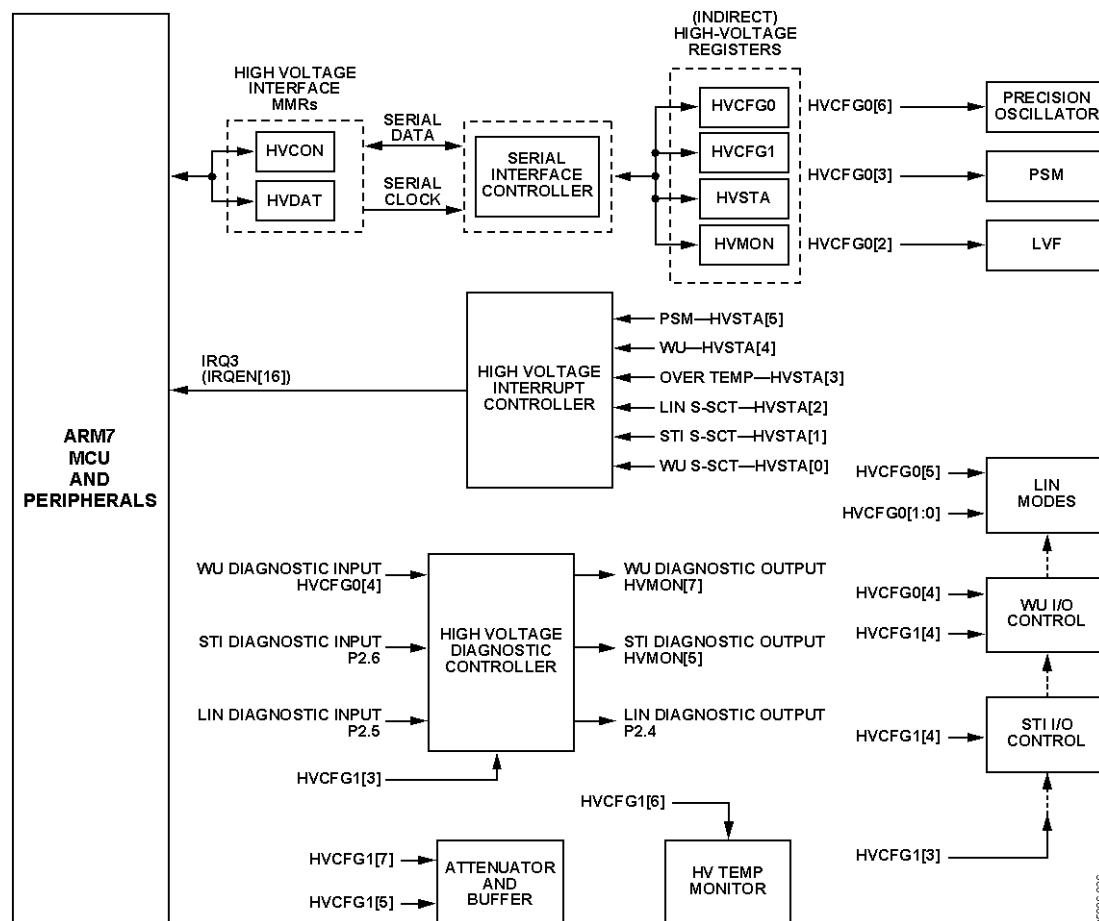 (INDIRECT)
HIGH-VOLTAGE
REGISTERS
HIGH VOLTAGE
INTERFACE
MMRs
HVCON
HVDAT
SERIAL
DATA
SERIAL
CLOCK
SERIAL
INTERFACE
CONTROLLER
HVCFG0
HVCFG1
HVSTA
HVMON
HVCFG0[6]
PRECISION
OSCILLATOR
HVCFG0[3]
PSM
HVCFG0[2]
LVF
ARM7
MCU
AND
PERIPHERALS
IRQ3
(IRQEN[16])
HIGH VOLTAGE
INTERRUPT
CONTROLLER
PSM—HVSTA[5]
WU—HVSTA[4]
OVER TEMP—HVSTA[3]
LIN S-SCT—HVSTA[2]
STI S-SCT—HVSTA[1]
WU S-SCT—HVSTA[0]
HVCFG0[5]
HVCFG0[1:0]
LIN
MODES
WU DIAGNOSTIC INPUT
HVCFG0[4]
STI DIAGNOSTIC INPUT
P2.6
LIN DIAGNOSTIC INPUT
P2.5
HIGH VOLTAGE
DIAGNOSTIC
CONTROLLER
WU DIAGNOSTIC OUTPUT
HVMON[7]
STI DIAGNOSTIC OUTPUT
HVMON[5]
LIN DIAGNOSTIC OUTPUT
P2.4
HVCFG1[3]
HVCFG0[4]
HVCFG1[4]
WU I/O
CONTROL
HVCFG1[4]
STI I/O
CONTROL
HVCFG1[3]
HVCFG1[6]
HV TEMP
MONITOR
HVCFG1[7]
HVCFG1[5]
ATTENUATOR
AND
BUFFER